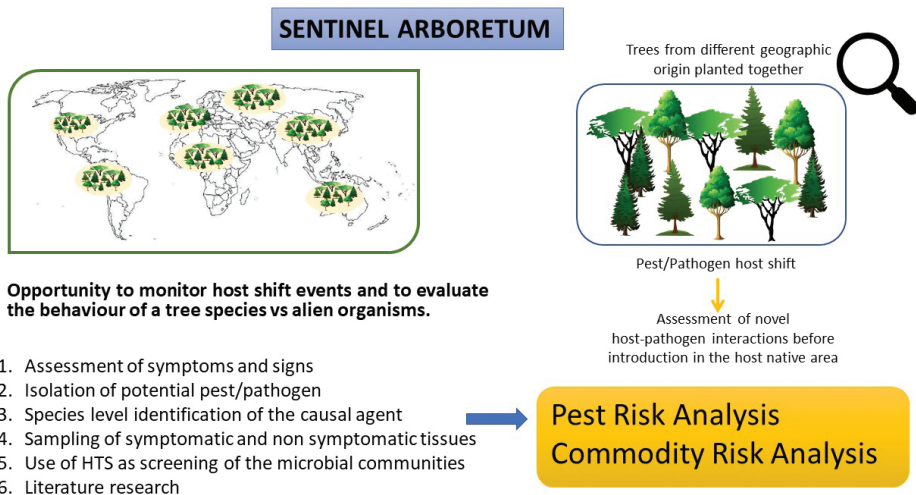 SENTINEL ARBORETUM
Trees from different geographic
origin planted together
Pest/Pathogen host shift
Assessment of novel
host-pathogen interactions before
introduction in the host native area
Opportunity to monitor host shift events and to evaluate
the behaviour of a tree species vs alien organisms.
1. Assessment of symptoms and signs
2. Isolation of potential pest/pathogen
3. Species level identification of the causal agent
4. Sampling of symptomatic and non symptomatic tissues
5. Use of HTS as screening of the microbial communities
6. Literature research
Pest Risk Analysis
Commodity Risk Analysis